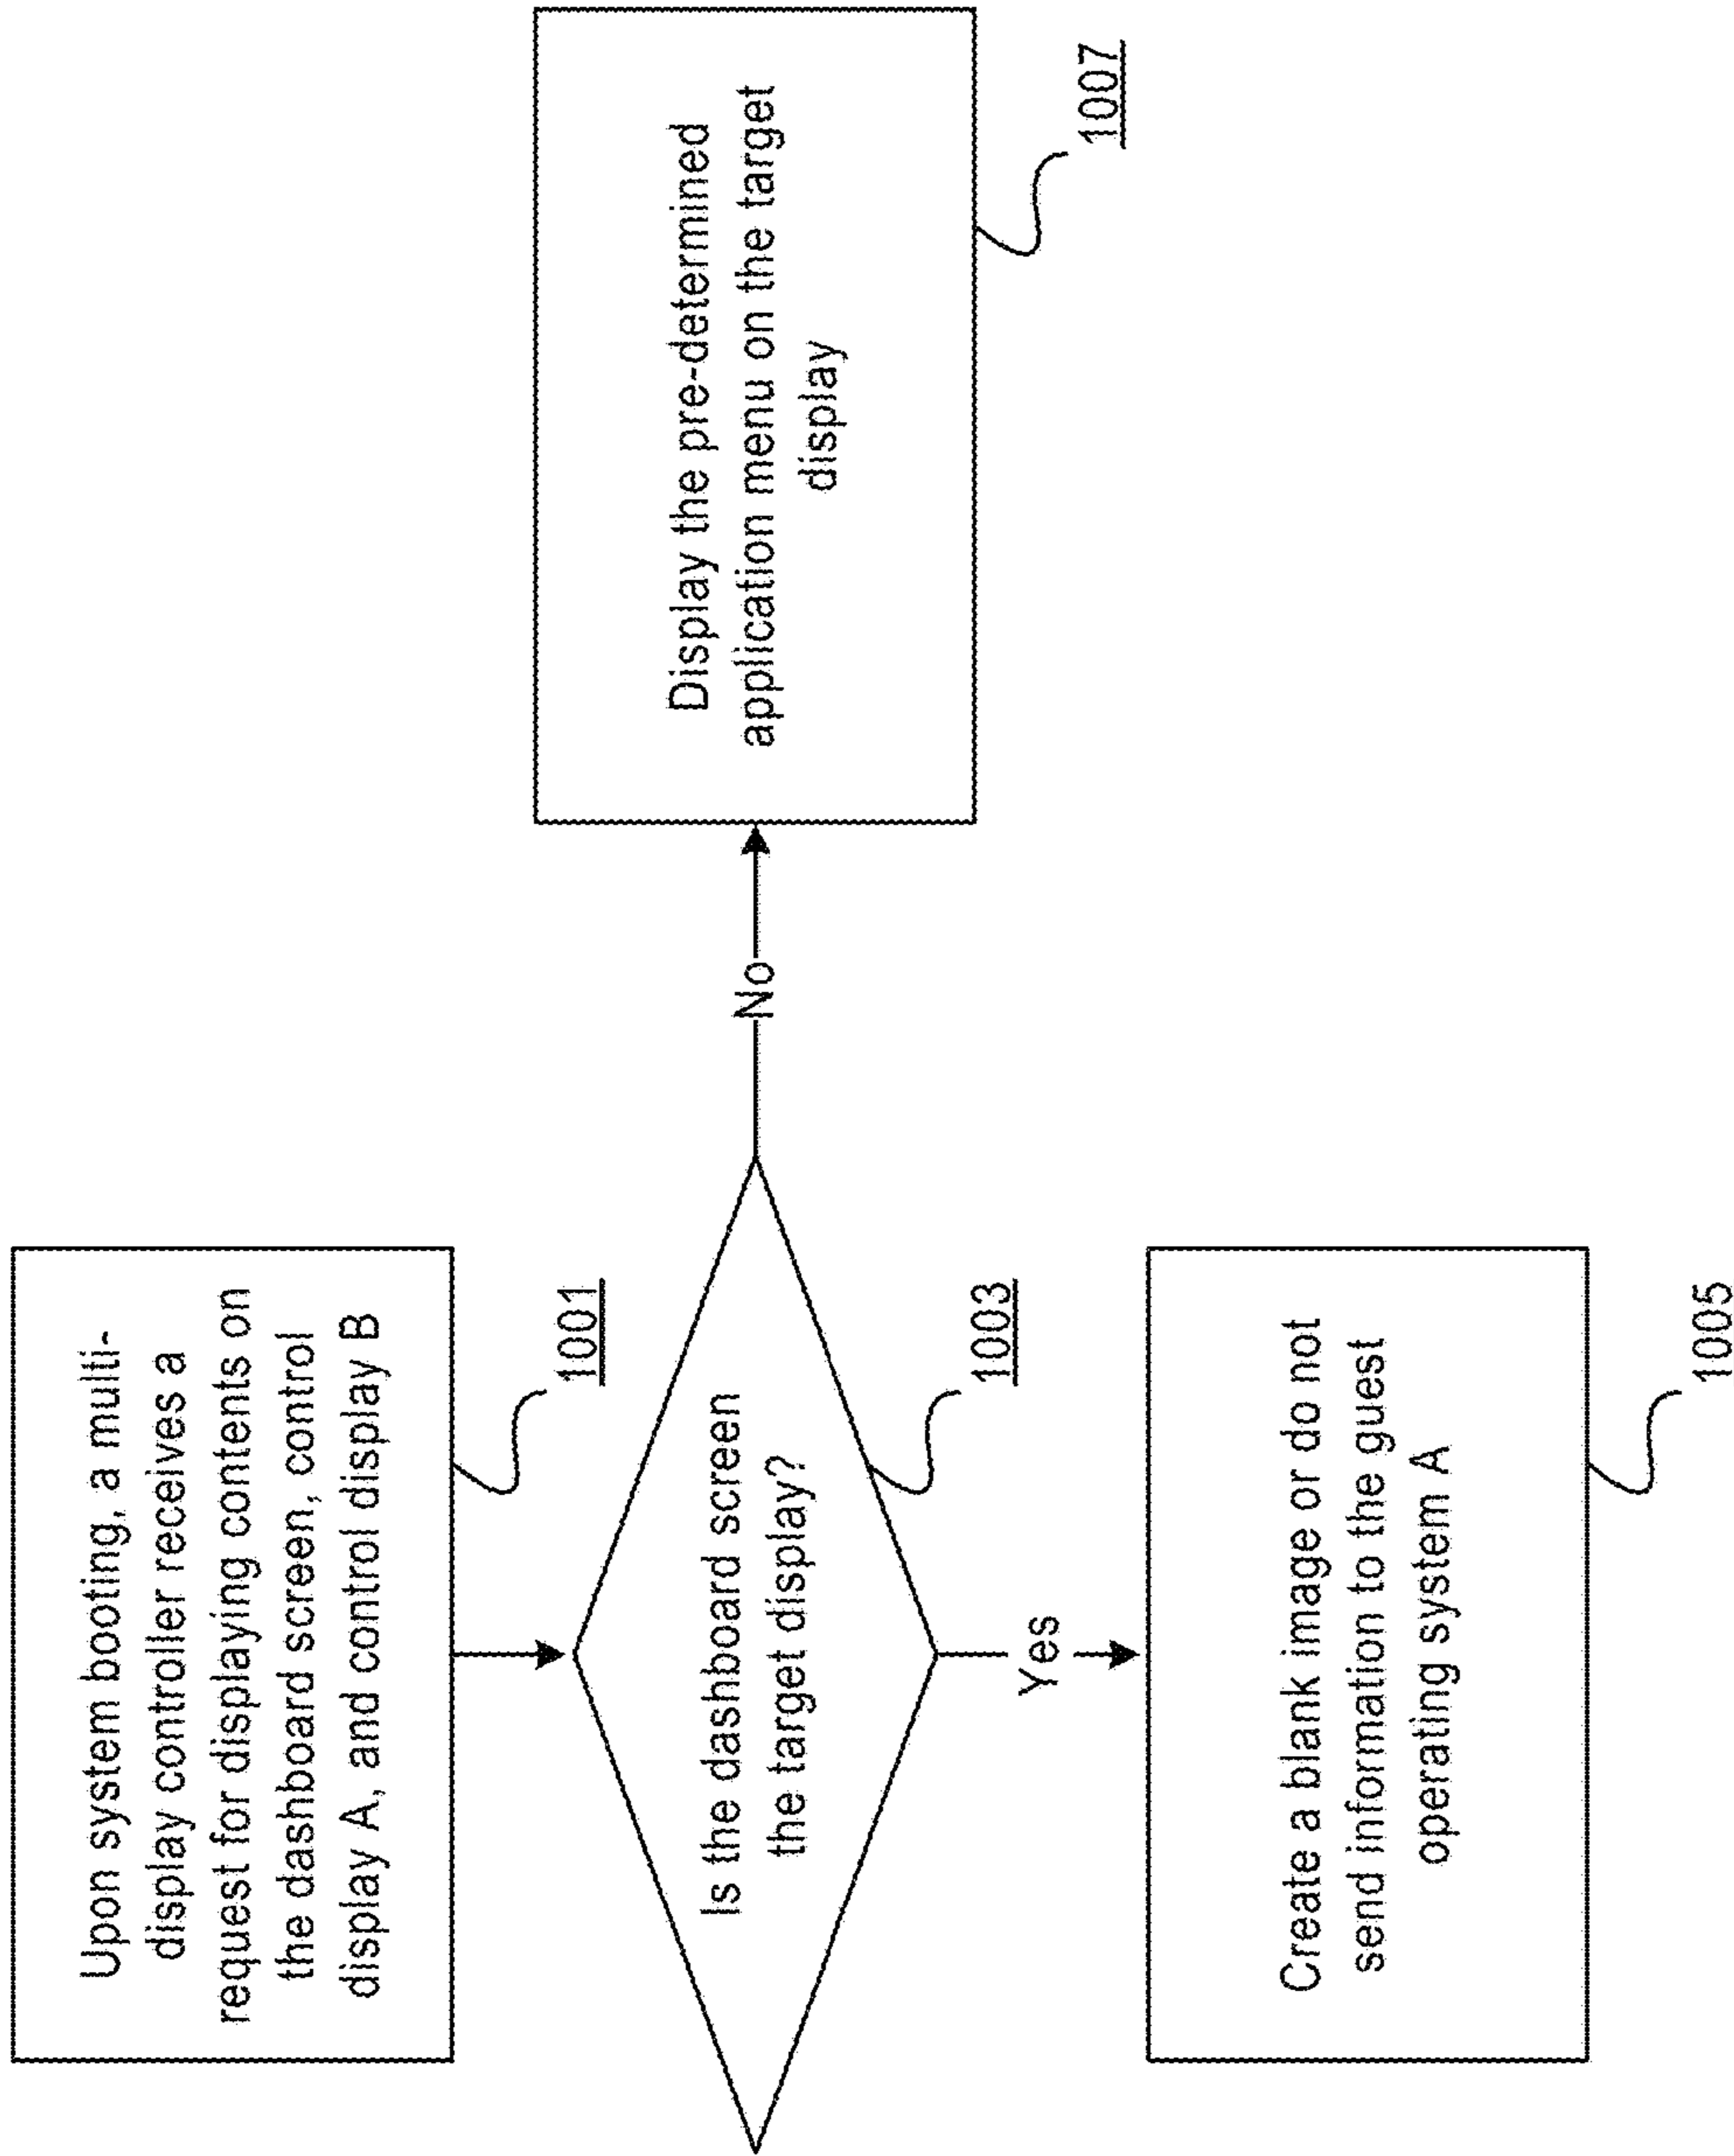 Upon system booting, a multi-
display controller receives a
request for displaying contents on
the dashboard screen, control
display A, and control display B
1001
Is the dashboard screen
the target display?
1003
No
Display the pre-determined
application menu on the target
display
1007
Yes
Create a blank image or do not
send information to the guest
operating system A
1005